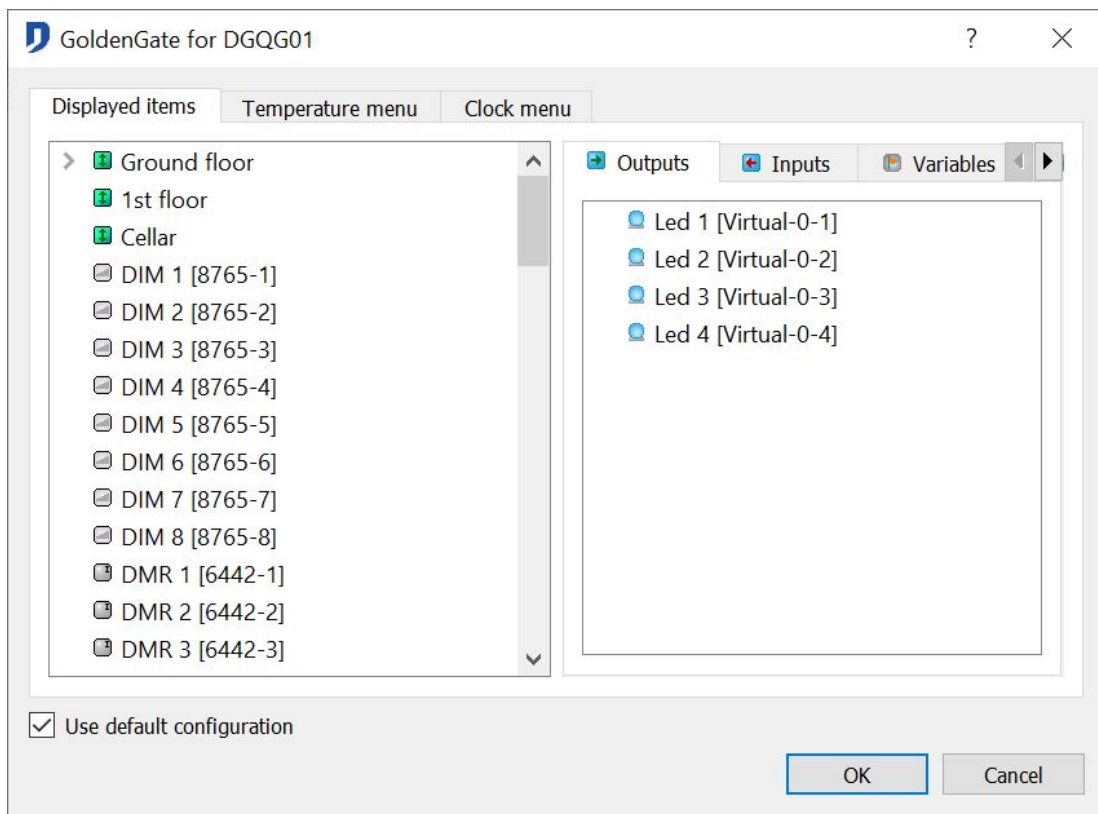 GoldenGate for DGQG01
?
Displayed items
Temperature menu
Clock menu
Ground floor
1st floor
Cellar
DIM 1 [8765-1]
DIM 2 [8765-2]
DIM 3 [8765-3]
DIM 4 [8765-4]
DIM 5 [8765-5]
DIM 6 [8765-6]
DIM 7 [8765-7]
DIM 8 [8765-8]
DMR 1 [6442-1]
DMR 2 [6442-2]
DMR 3 [6442-3]
Outputs
Inputs
Variables
Led 1 [Virtual-0-1]
Led 2 [Virtual-0-2]
Led 3 [Virtual-0-3]
Led 4 [Virtual-0-4]
Use default configuration
OK
Cancel